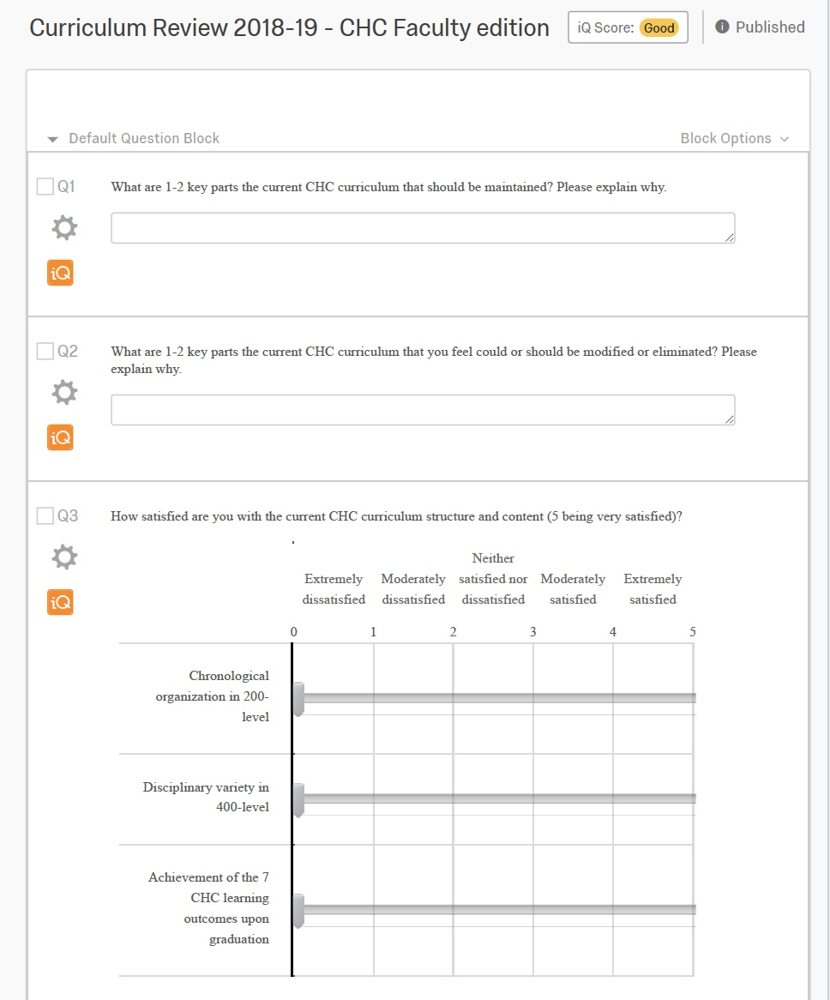 Curriculum Review 2018-19 - CHC Faculty edition
iQ Score: Good
Published
Default Question Block
Block Options
Q1
What are 1-2 key parts the current CHC curriculum that should be maintained? Please explain why.
iQ
Q2
What are 1-2 key parts the current CHC curriculum that you feel could or should be modified or eliminated? Please
explain why.
iQ
Q3
How satisfied are you with the current CHC curriculum structure and content (5 being very satisfied)?
iQ
Neither
Extremely Moderately satisfied nor Moderately Extremely
dissatisfied dissatisfied dissatisfied satisfied satisfied
0 1 2 3 4 5
Chronological
organization in 200-
level
Disciplinary variety in
400-level
Achievement of the 7
CHC learning
outcomes upon
graduation